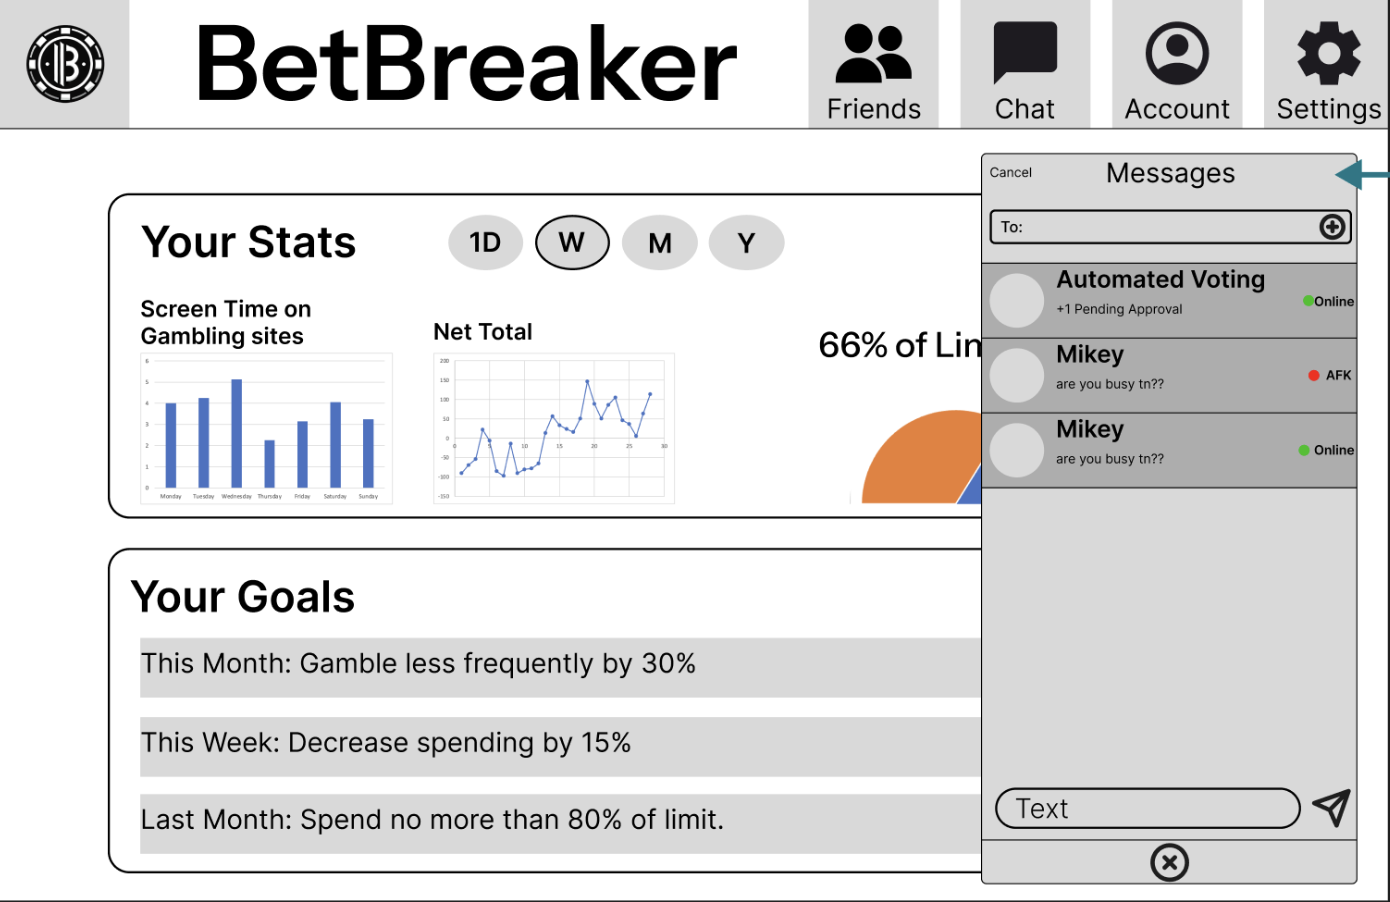 BetBreaker
Friends
Chat
Account
Settings
Your Stats
1D
W
M
Y
Screen Time on
Gambling sites
6
5
4
3
2
1
0
Monday Tuesday Wednesday Thursday Friday Saturday Sunday
Net Total
200
150
100
50
0
-50
-100
-150
0 5 10 15 20 25 30
66% of Lim
Your Goals
This Month: Gamble less frequently by 30%
This Week: Decrease spending by 15%
Last Month: Spend no more than 80% of limit.
Cancel
Messages
To:
Automated Voting
+1 Pending Approval
Online
Mikey
are you busy tn??
AFK
Mikey
are you busy tn??
Online
Text